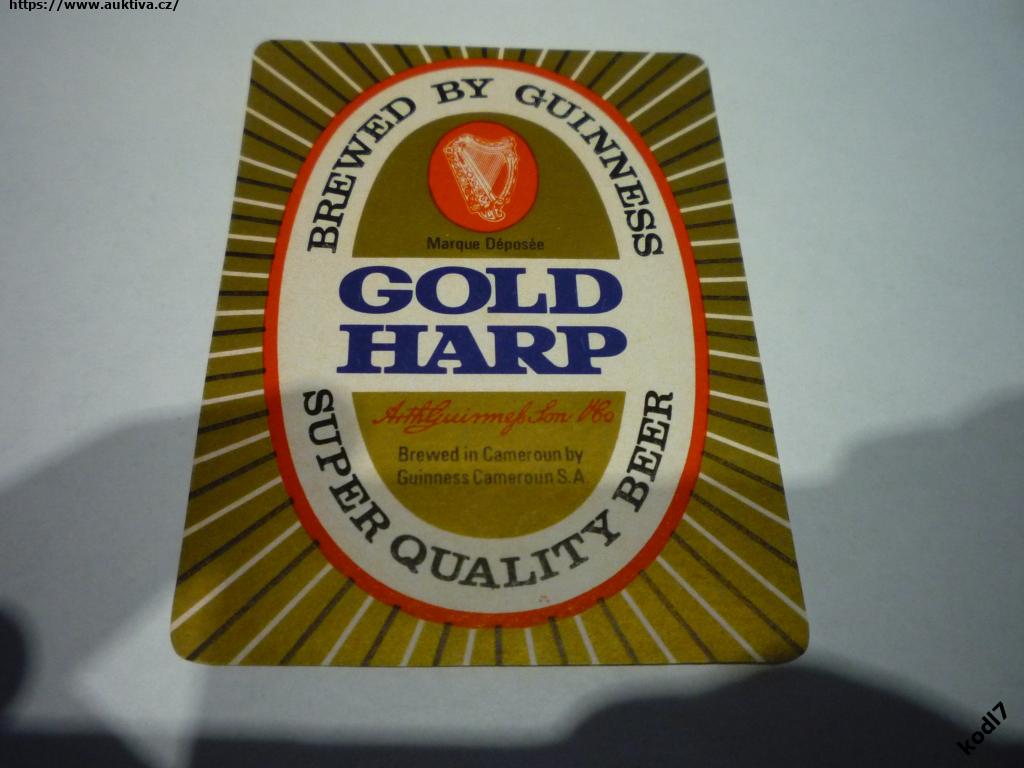 https://www.auktiva.cz/
BREWED BY GUINNESS
Marque Déposée
GOLD
HARP
Arth Guinness Son & Co
Brewed in Cameroun by
Guinness Cameroun S.A.
SUPER QUALITY BEER
kodl7